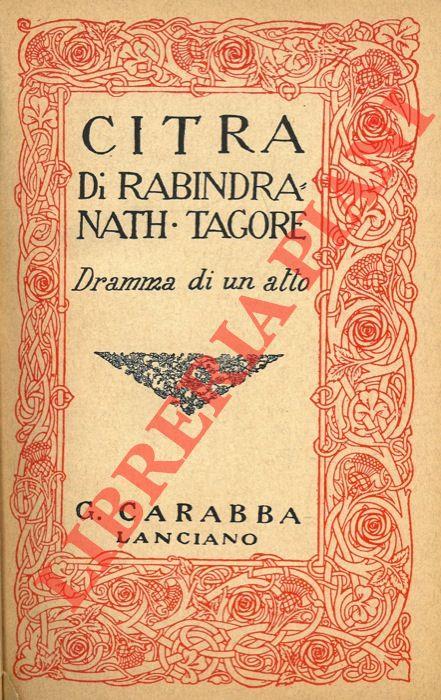 CITRA
Di RABINDRA=
NATH · TAGORE
Dramma di un atto
G. CARABBA
LANCIANO
LIBRERIA PIANI